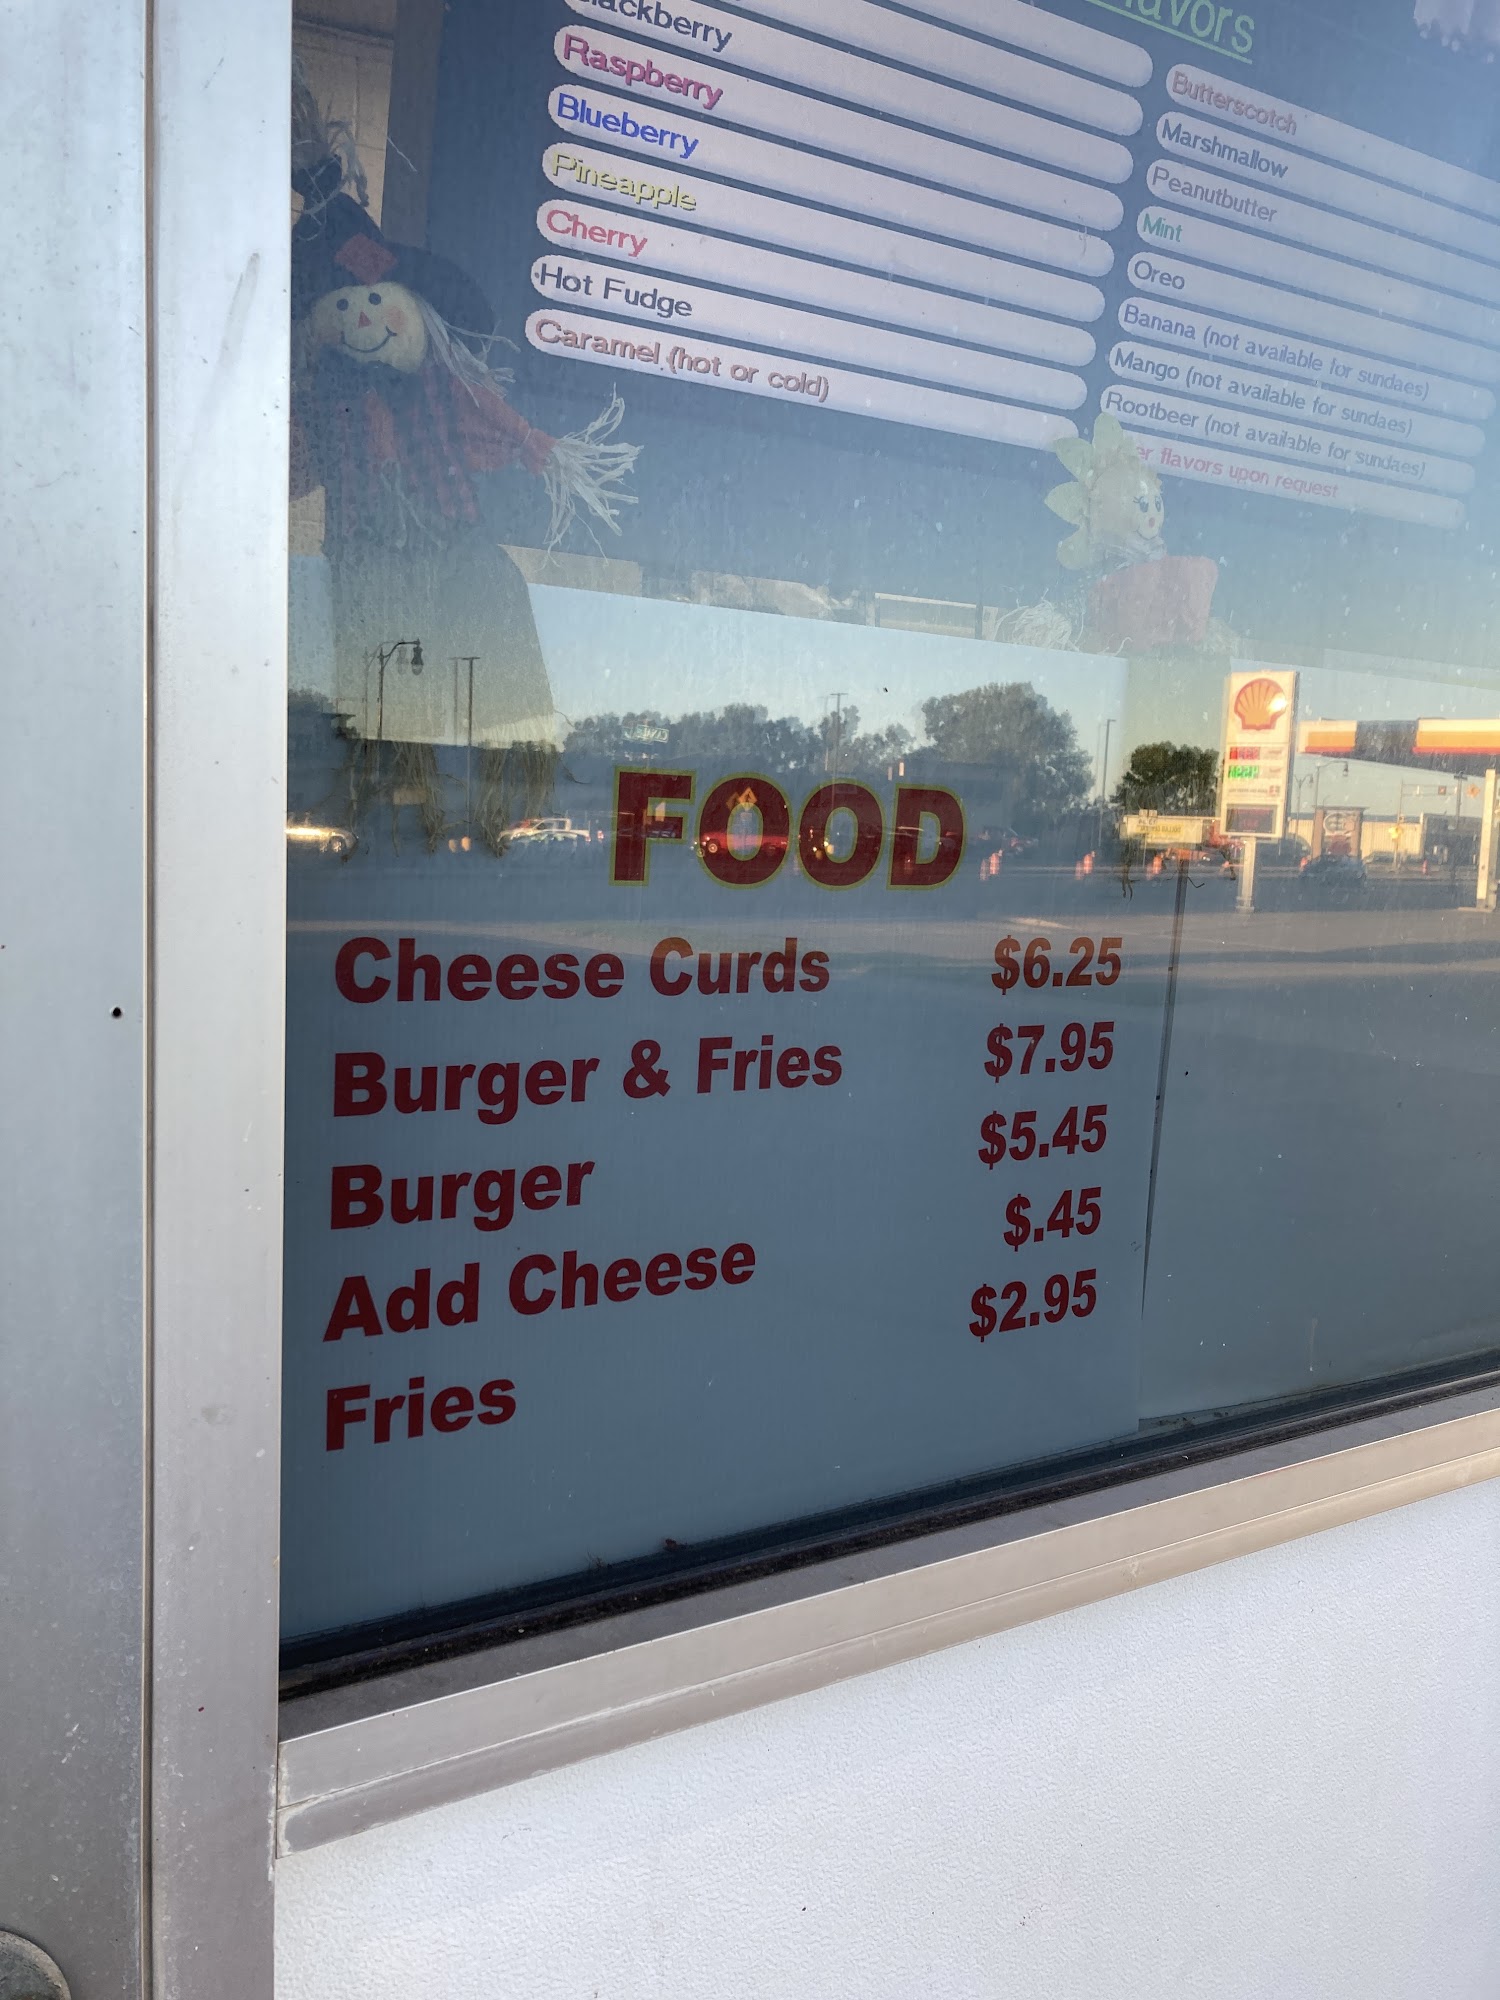 Flavors
Blackberry
Raspberry
Blueberry
Pineapple
Cherry
Hot Fudge
Caramel (hot or cold)
Butterscotch
Marshmallow
Peanutbutter
Mint
Oreo
Banana (not available for sundaes)
Mango (not available for sundaes)
Rootbeer (not available for sundaes)
flavors upon request
FOOD
Cheese Curds $6.25
Burger & Fries $7.95
Burger $5.45
Add Cheese $.45
Fries $2.95